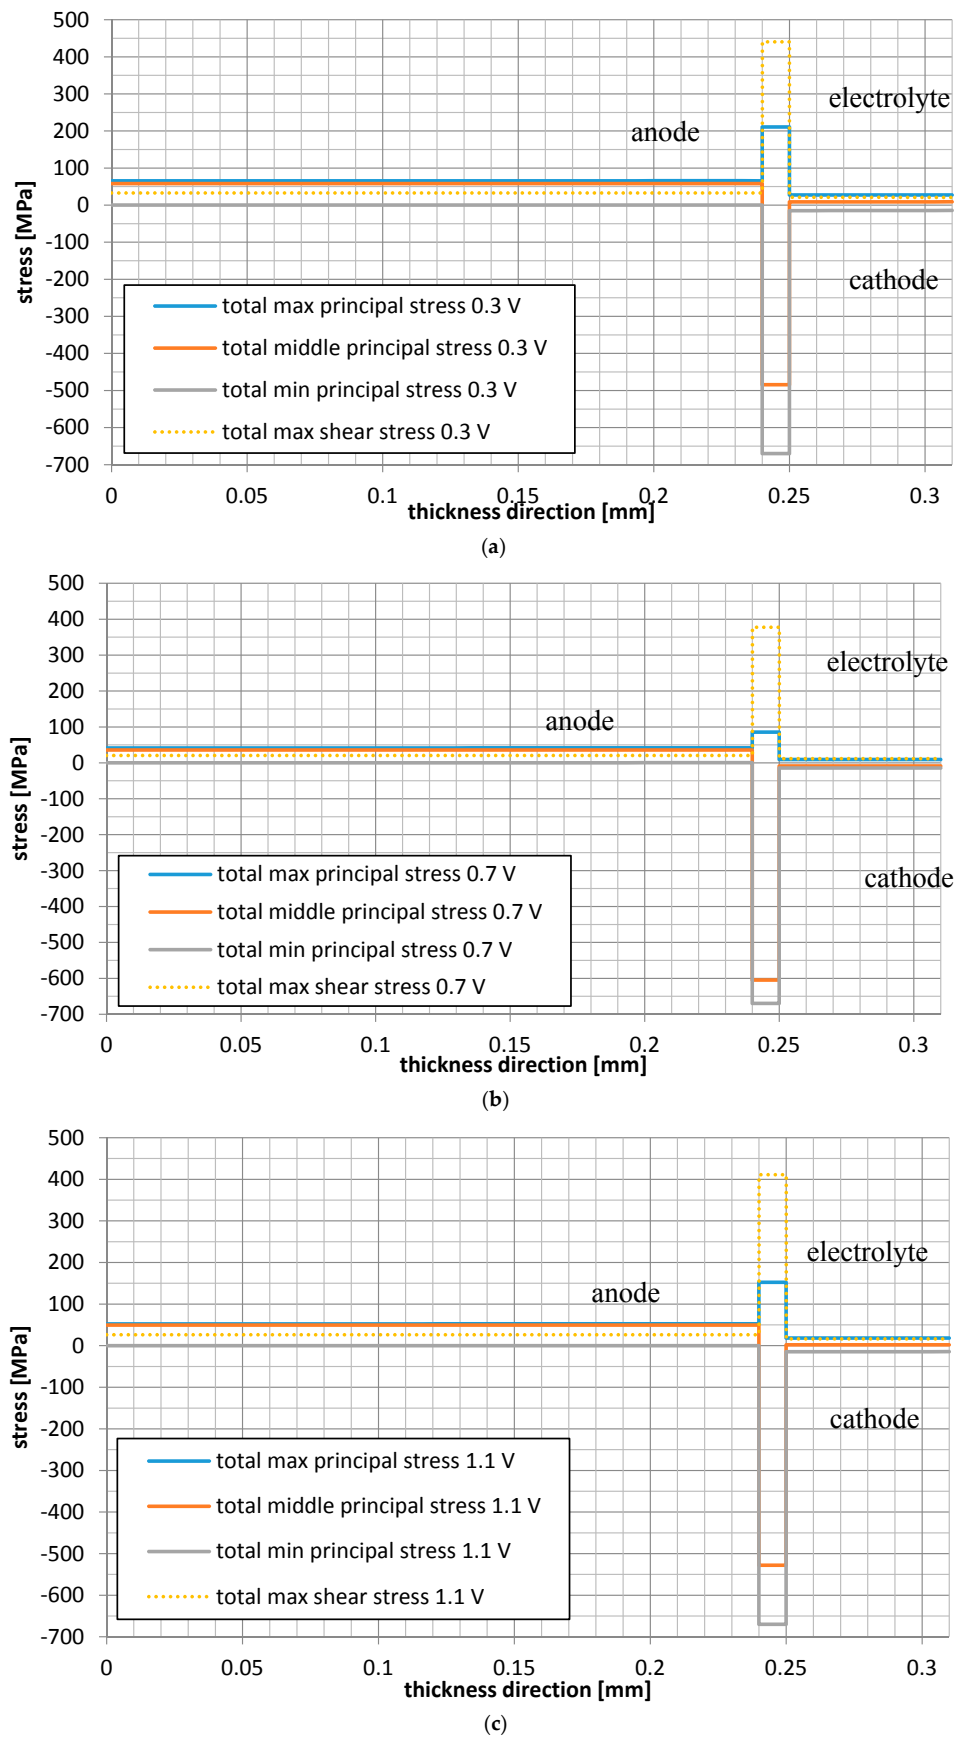 500
400
300
200
100
0
-100
-200
-300
-400
-500
-600
-700
stress [MPa]
electrolyte
anode
cathode
total max principal stress 0.3 V
total middle principal stress 0.3 V
total min principal stress 0.3 V
total max shear stress 0.3 V
0 0.05 0.1 0.15 0.2 0.25 0.3
thickness direction [mm]
(a)
500
400
300
200
100
0
-100
-200
-300
-400
-500
-600
-700
stress [MPa]
electrolyte
anode
cathode
total max principal stress 0.7 V
total middle principal stress 0.7 V
total min principal stress 0.7 V
total max shear stress 0.7 V
0 0.05 0.1 0.15 0.2 0.25 0.3
thickness direction [mm]
(b)
500
400
300
200
100
0
-100
-200
-300
-400
-500
-600
-700
stress [MPa]
electrolyte
anode
cathode
total max principal stress 1.1 V
total middle principal stress 1.1 V
total min principal stress 1.1 V
total max shear stress 1.1 V
0 0.05 0.1 0.15 0.2 0.25 0.3
thickness direction [mm]
(c)